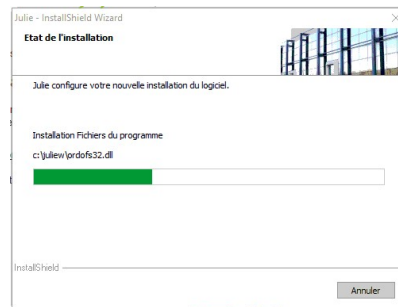 Julie - InstallShield Wizard
Etat de l'installation
Julie configure votre nouvelle installation du logiciel.
Installation Fichiers du programme
c:\juliew\ordofs32.dll
InstallShield
Annuler